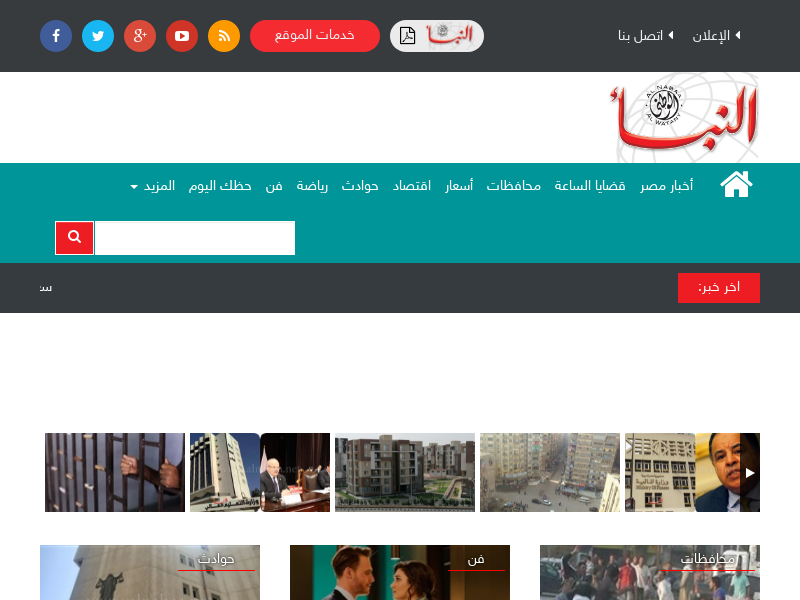 الإعلان
اتصل بنا
النبأ
خدمات الموقع
النبأ
الوطني
AL NABAA
AL WATANY
أخبار مصر
قضايا الساعة
محافظات
أسعار
اقتصاد
حوادث
رياضة
فن
حظك اليوم
المزيد
اخر خبر:
محافظات
فن
حوادث